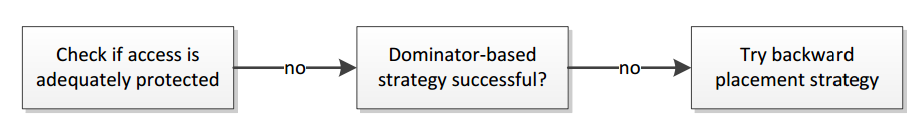 Check if access is
adequately protected
no
Dominator-based
strategy successful?
no
Try backward
placement strategy